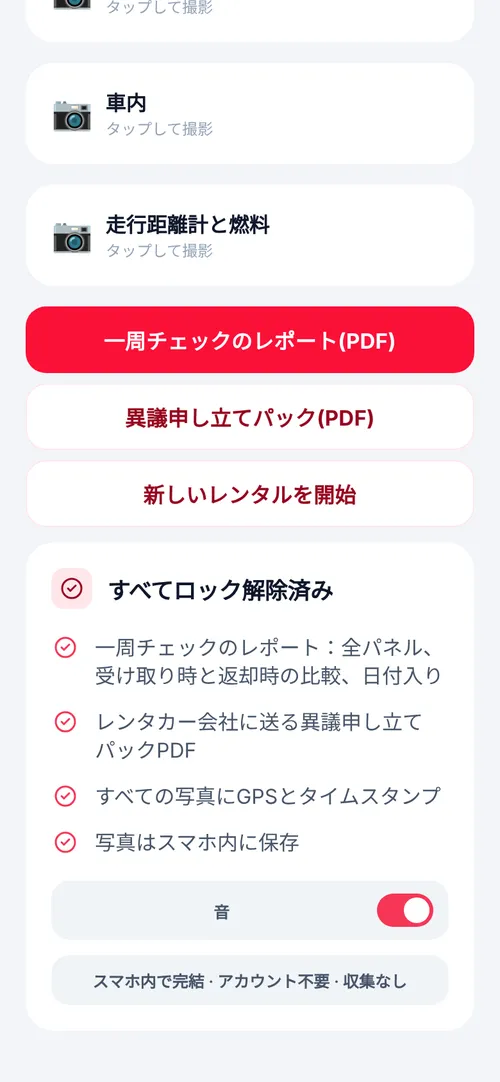 タップして撮影
車内
タップして撮影
走行距離計と燃料
タップして撮影
一周チェックのレポート(PDF)
異議申し立てパック(PDF)
新しいレンタルを開始
すべてロック解除済み
一周チェックのレポート：全パネル、
受け取り時と返却時の比較、日付入り
レンタカー会社に送る異議申し立て
パックPDF
すべての写真にGPSとタイムスタンプ
写真はスマホ内に保存
音
スマホ内で完結 · アカウント不要 · 収集なし